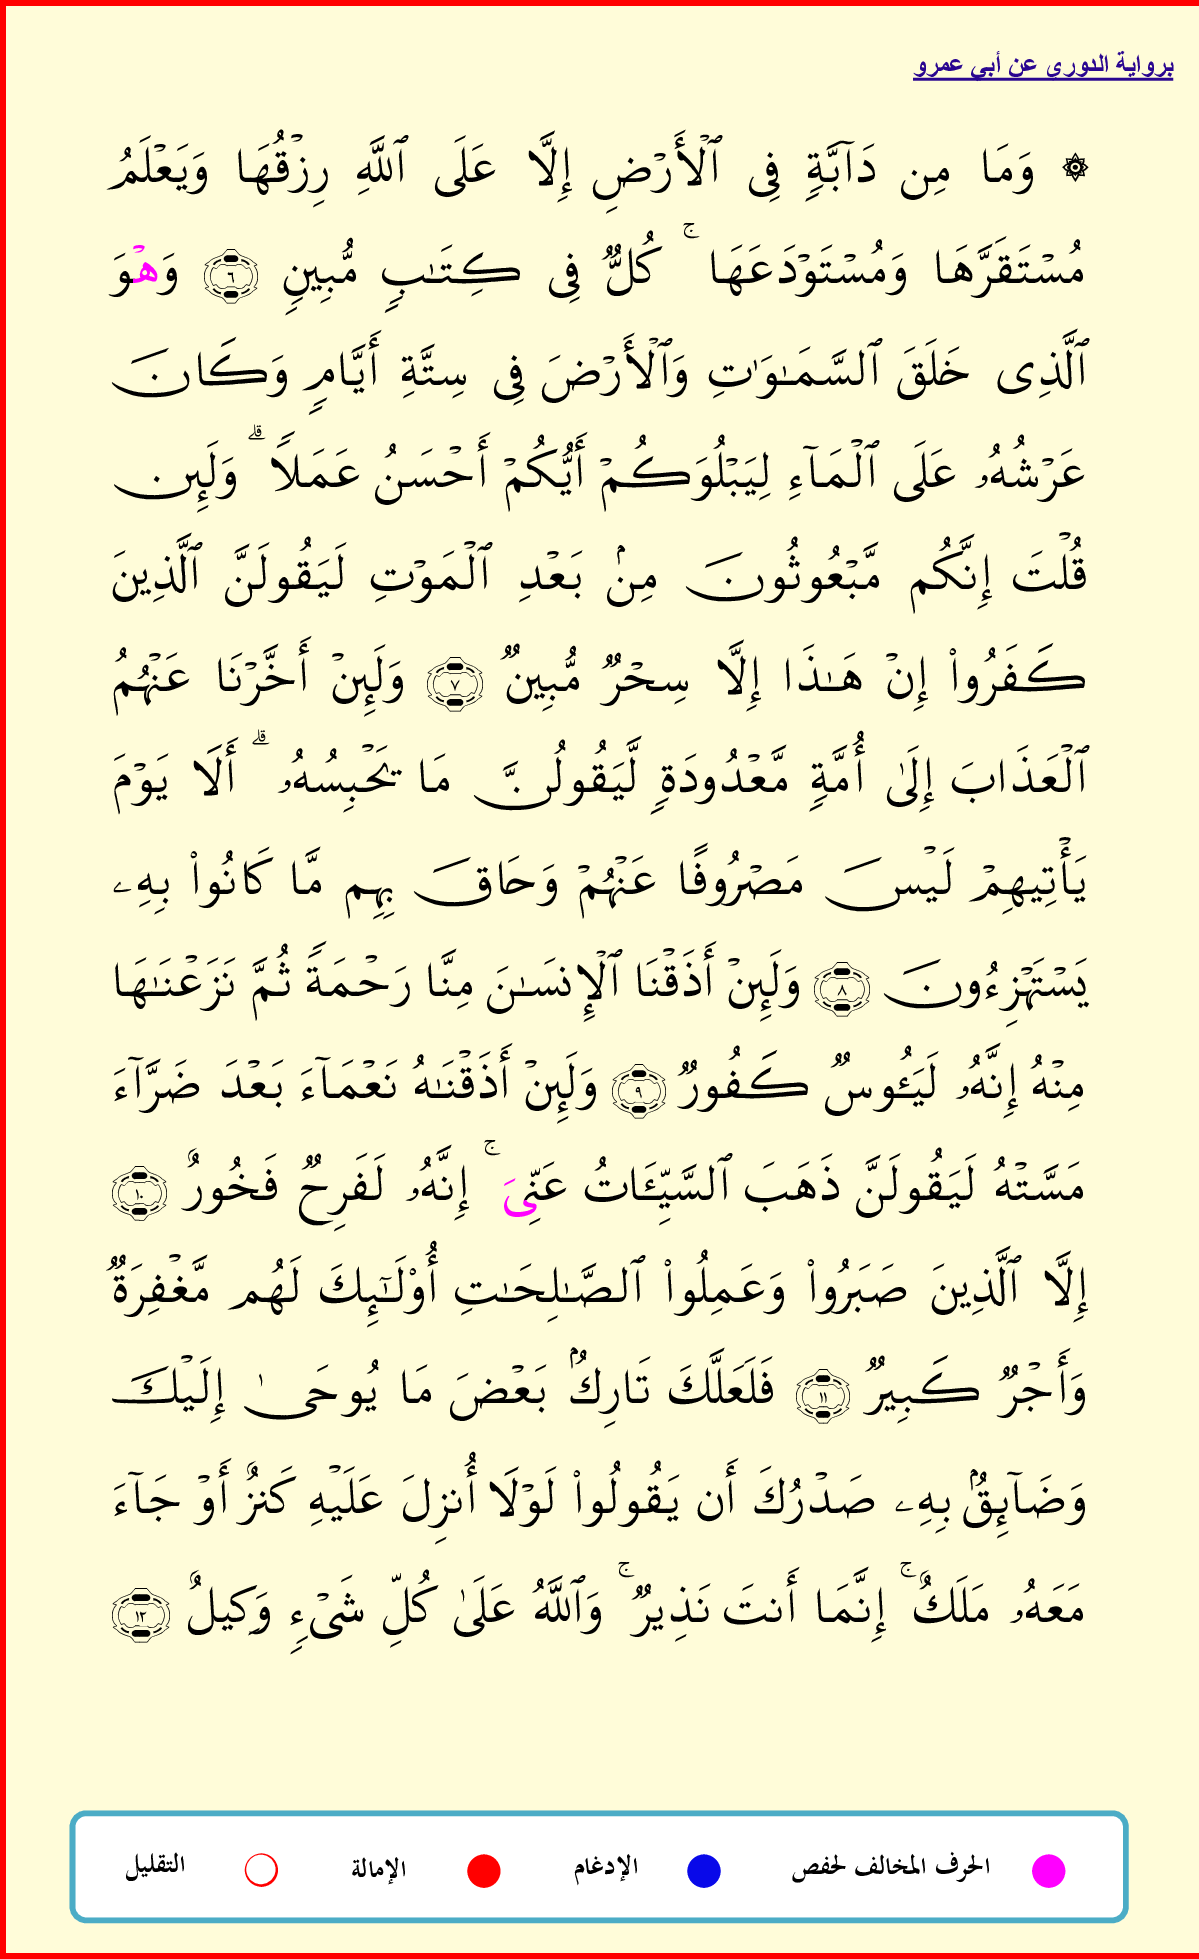 برواية الدورى عن أبى عمرو
۞ وَمَا مِن دَآبَّةٍ فِى ٱلْأَرْضِ إِلَّا عَلَى ٱللَّهِ رِزْقُهَا وَيَعْلَمُ
مُسْتَقَرَّهَا وَمُسْتَوْدَعَهَا ۚ كُلٌّ فِى كِتَـٰبٍ مُّبِينٍ ٦ وَهْوَ
ٱلَّذِى خَلَقَ ٱلسَّمَـٰوَٰتِ وَٱلْأَرْضَ فِى سِتَّةِ أَيَّامٍ وَكَانَ
عَرْشُهُۥ عَلَى ٱلْمَآءِ لِيَبْلُوَكُمْ أَيُّكُمْ أَحْسَنُ عَمَلًا ۗ وَلَئِن
قُلْتَ إِنَّكُم مَّبْعُوثُونَ مِنۢ بَعْدِ ٱلْمَوْتِ لَيَقُولَنَّ ٱلَّذِينَ
كَفَرُوا۟ إِنْ هَـٰذَا إِلَّا سِحْرٌ مُّبِينٌ ٧ وَلَئِنْ أَخَّرْنَا عَنْهُمُ
ٱلْعَذَابَ إِلَىٰ أُمَّةٍ مَّعْدُودَةٍ لَّيَقُولُنَّ مَا يَحْبِسُهُۥ ۗ أَلَا يَوْمَ
يَأْتِيهِمْ لَيْسَ مَصْرُوفًا عَنْهُمْ وَحَاقَ بِهِم مَّا كَانُوا۟ بِهِۦ
يَسْتَهْزِءُونَ ٨ وَلَئِنْ أَذَقْنَا ٱلْإِنسَـٰنَ مِنَّا رَحْمَةً ثُمَّ نَزَعْنَـٰهَا
مِنْهُ إِنَّهُۥ لَيَـُٔوسٌ كَفُورٌ ٩ وَلَئِنْ أَذَقْنَـٰهُ نَعْمَآءَ بَعْدَ ضَرَّآءَ
مَسَّتْهُ لَيَقُولَنَّ ذَهَبَ ٱلسَّيِّـَٔاتُ عَنِّىَ ۚ إِنَّهُۥ لَفَرِحٌ فَخُورٌ ١٠
إِلَّا ٱلَّذِينَ صَبَرُوا۟ وَعَمِلُوا۟ ٱلصَّـٰلِحَـٰتِ أُو۟لَـٰٓئِكَ لَهُم مَّغْفِرَةٌ
وَأَجْرٌ كَبِيرٌ ١١ فَلَعَلَّكَ تَارِكٌۢ بَعْضَ مَا يُوحَىٰ إِلَيْكَ
وَضَآئِقٌۢ بِهِۦ صَدْرُكَ أَن يَقُولُوا۟ لَوْلَا أُنزِلَ عَلَيْهِ كَنزٌ أَوْ جَآءَ
مَعَهُۥ مَلَكٌ ۚ إِنَّمَا أَنتَ نَذِيرٌ ۚ وَٱللَّهُ عَلَىٰ كُلِّ شَىْءٍ وَكِيلٌ ١٢
الحرف المخالف لحفص الإدغام الإمالة التقليل